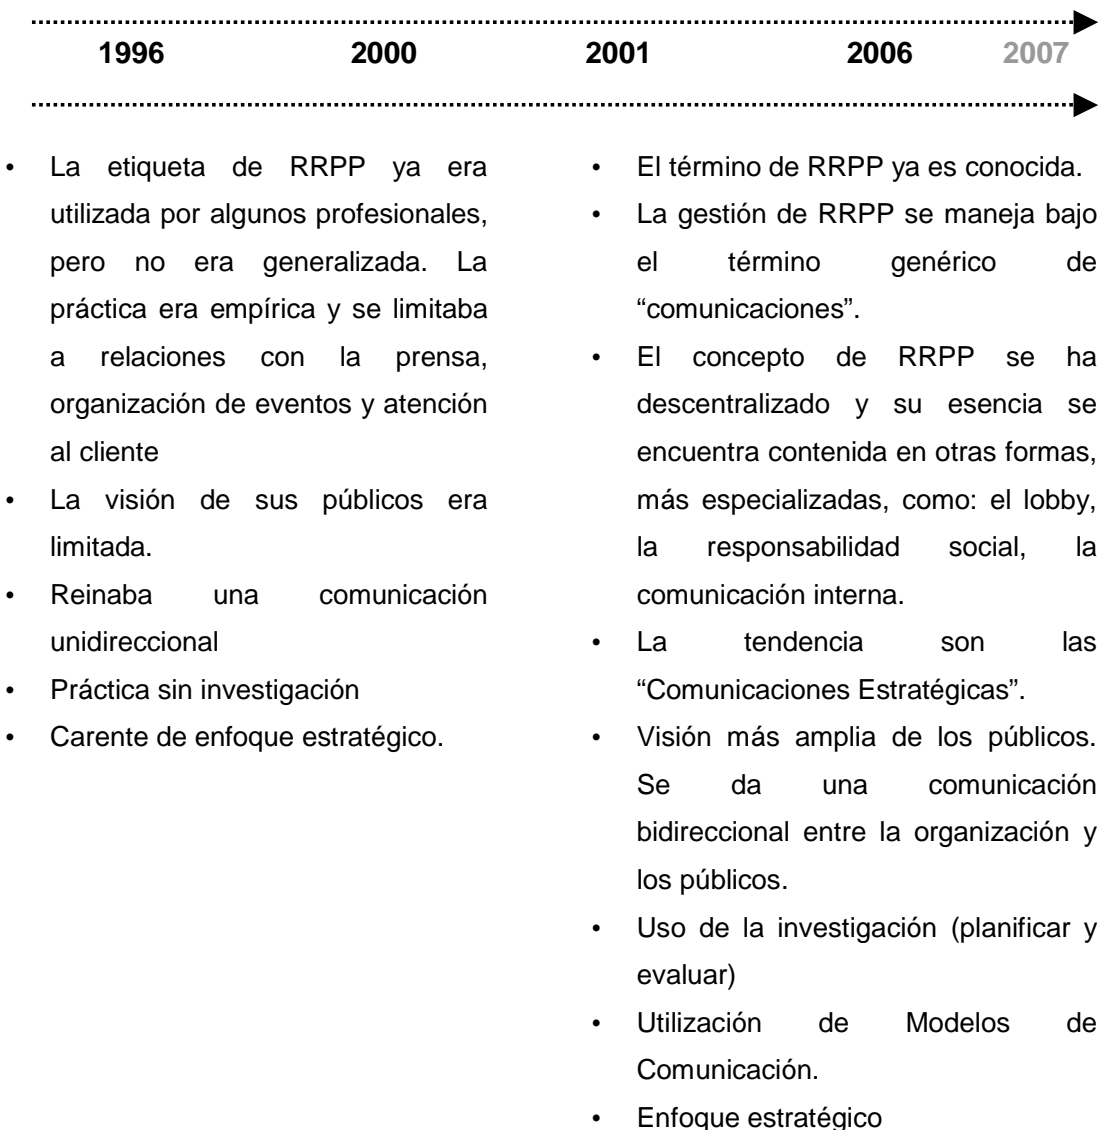 1996 2000 2001 2006 2007
• La etiqueta de RRPP ya era
utilizada por algunos profesionales,
pero no era generalizada. La
práctica era empírica y se limitaba
a relaciones con la prensa,
organización de eventos y atención
al cliente
• La visión de sus públicos era
limitada.
• Reinaba una comunicación
unidireccional
• Práctica sin investigación
• Carente de enfoque estratégico.
• El término de RRPP ya es conocida.
• La gestión de RRPP se maneja bajo
el término genérico de
“comunicaciones”.
• El concepto de RRPP se ha
descentralizado y su esencia se
encuentra contenida en otras formas,
más especializadas, como: el lobby,
la responsabilidad social, la
comunicación interna.
• La tendencia son las
“Comunicaciones Estratégicas”.
• Visión más amplia de los públicos.
Se da una comunicación
bidireccional entre la organización y
los públicos.
• Uso de la investigación (planificar y
evaluar)
• Utilización de Modelos de
Comunicación.
• Enfoque estratégico